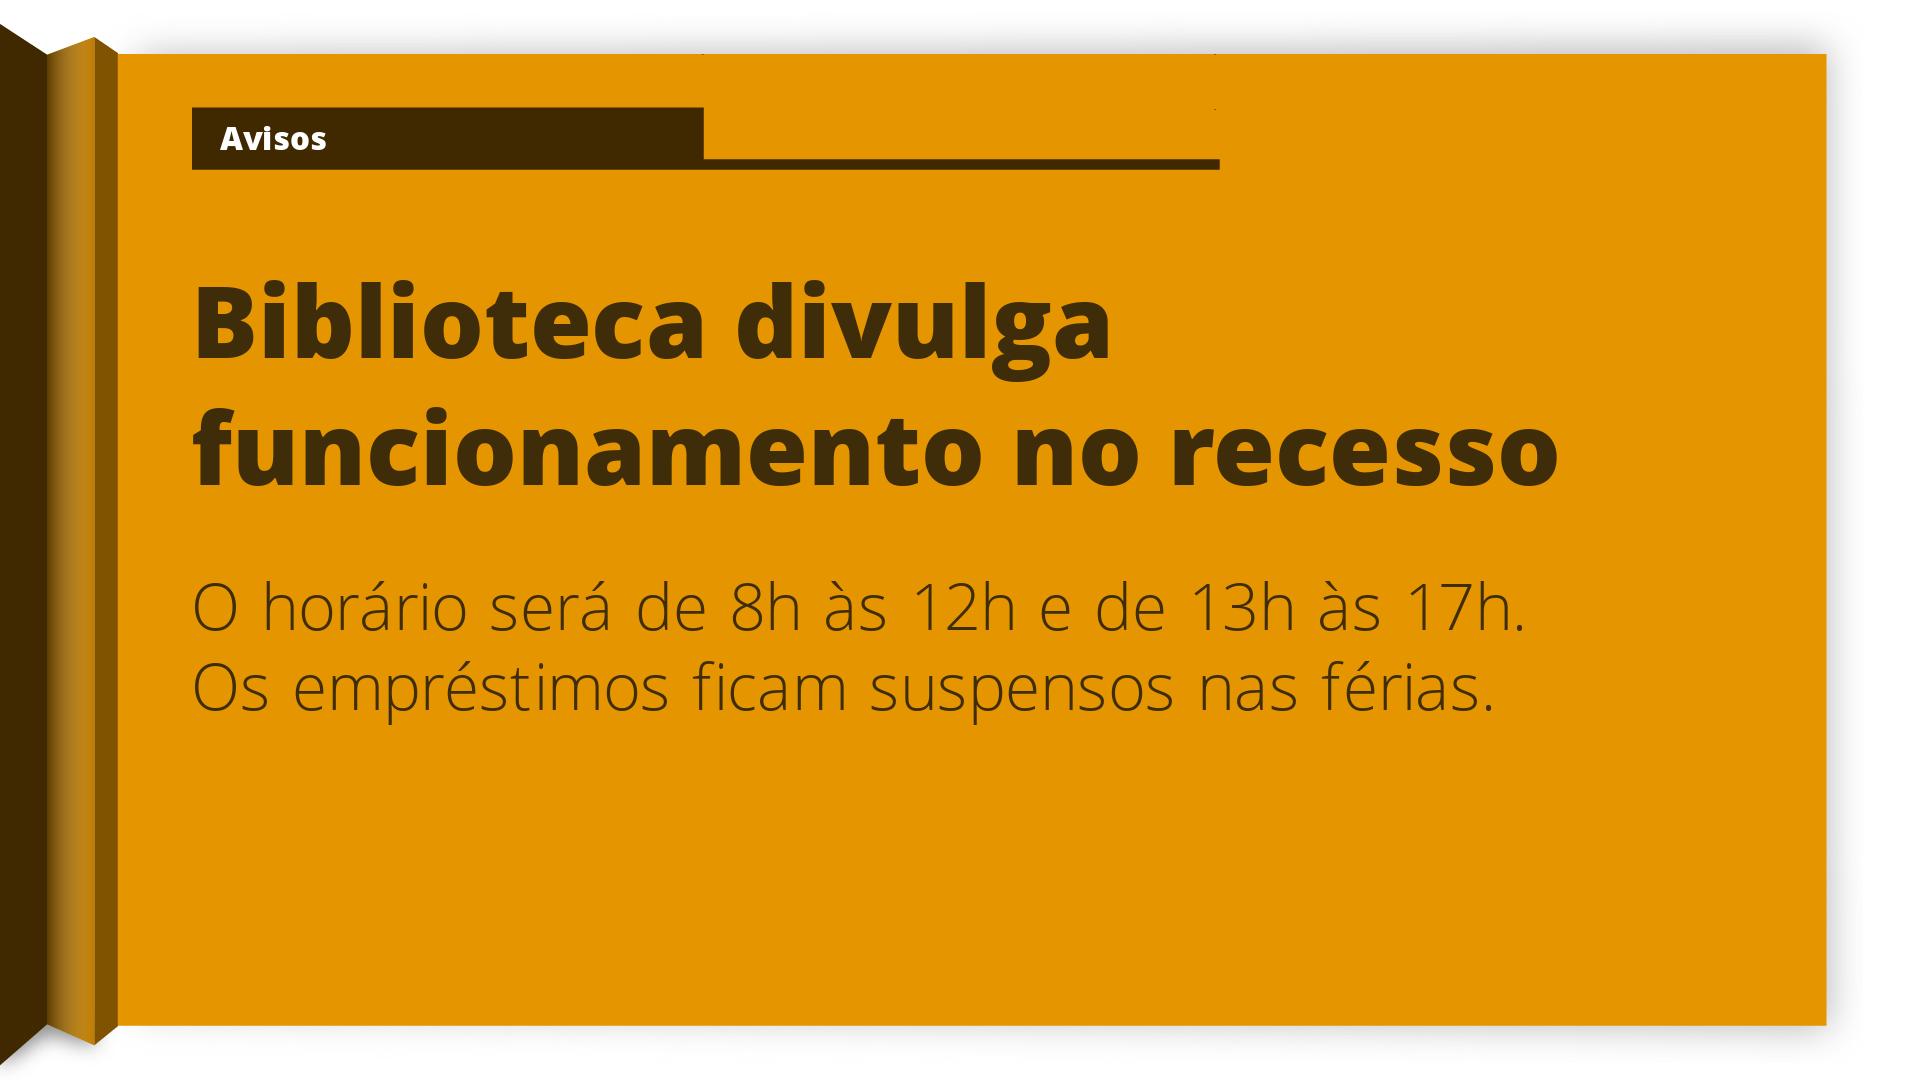 Avisos
Biblioteca divulga
funcionamento no recesso
O horário será de 8h às 12h e de 13h às 17h.
Os empréstimos ficam suspensos nas férias.